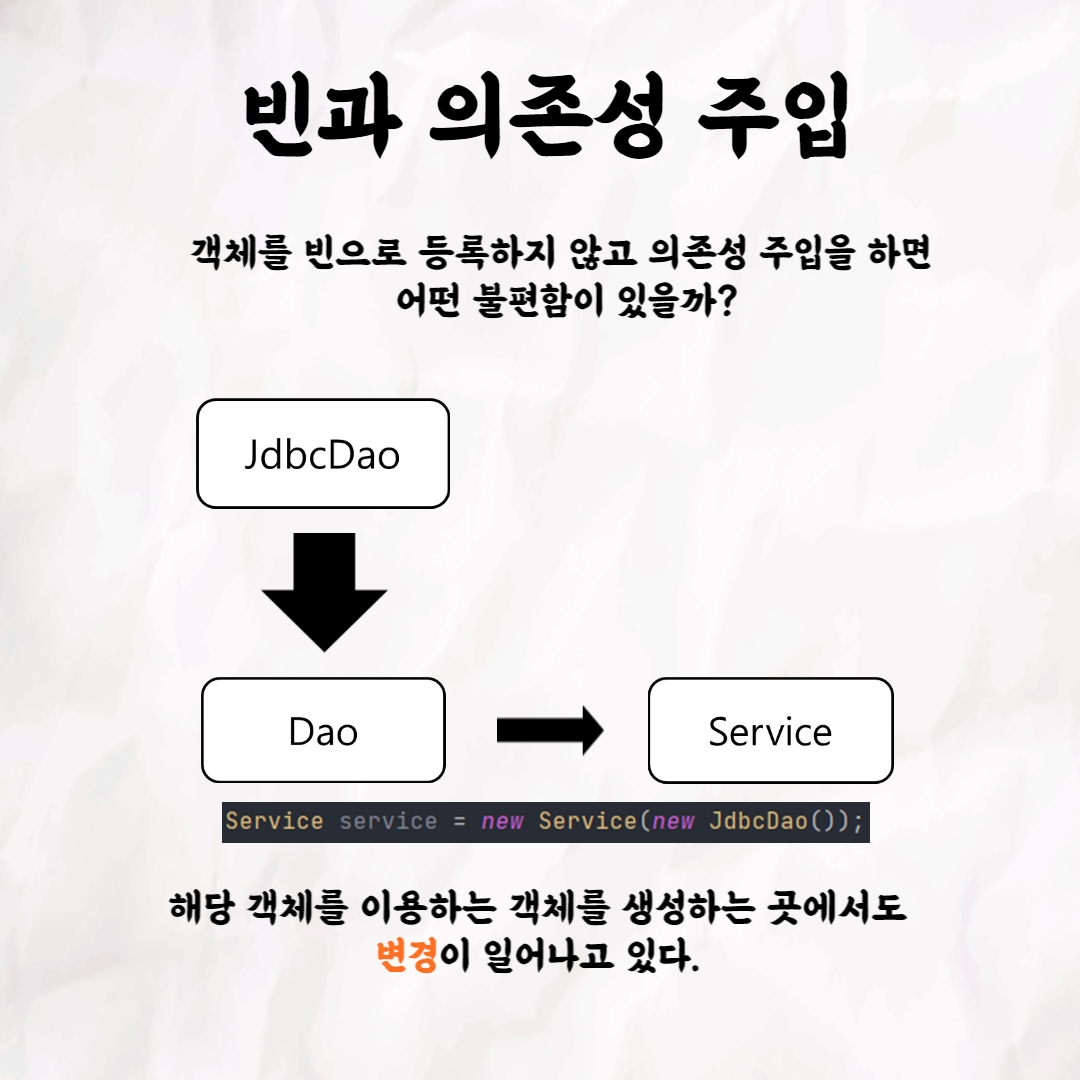 빈과 의존성 주입
객체를 빈으로 등록하지 않고 의존성 주입을 하면
어떤 불편함이 있을까?
JdbcDao
Dao
Service
Service service = new Service(new JdbcDao());
해당 객체를 이용하는 객체를 생성하는 곳에서도
변경이 일어나고 있다.